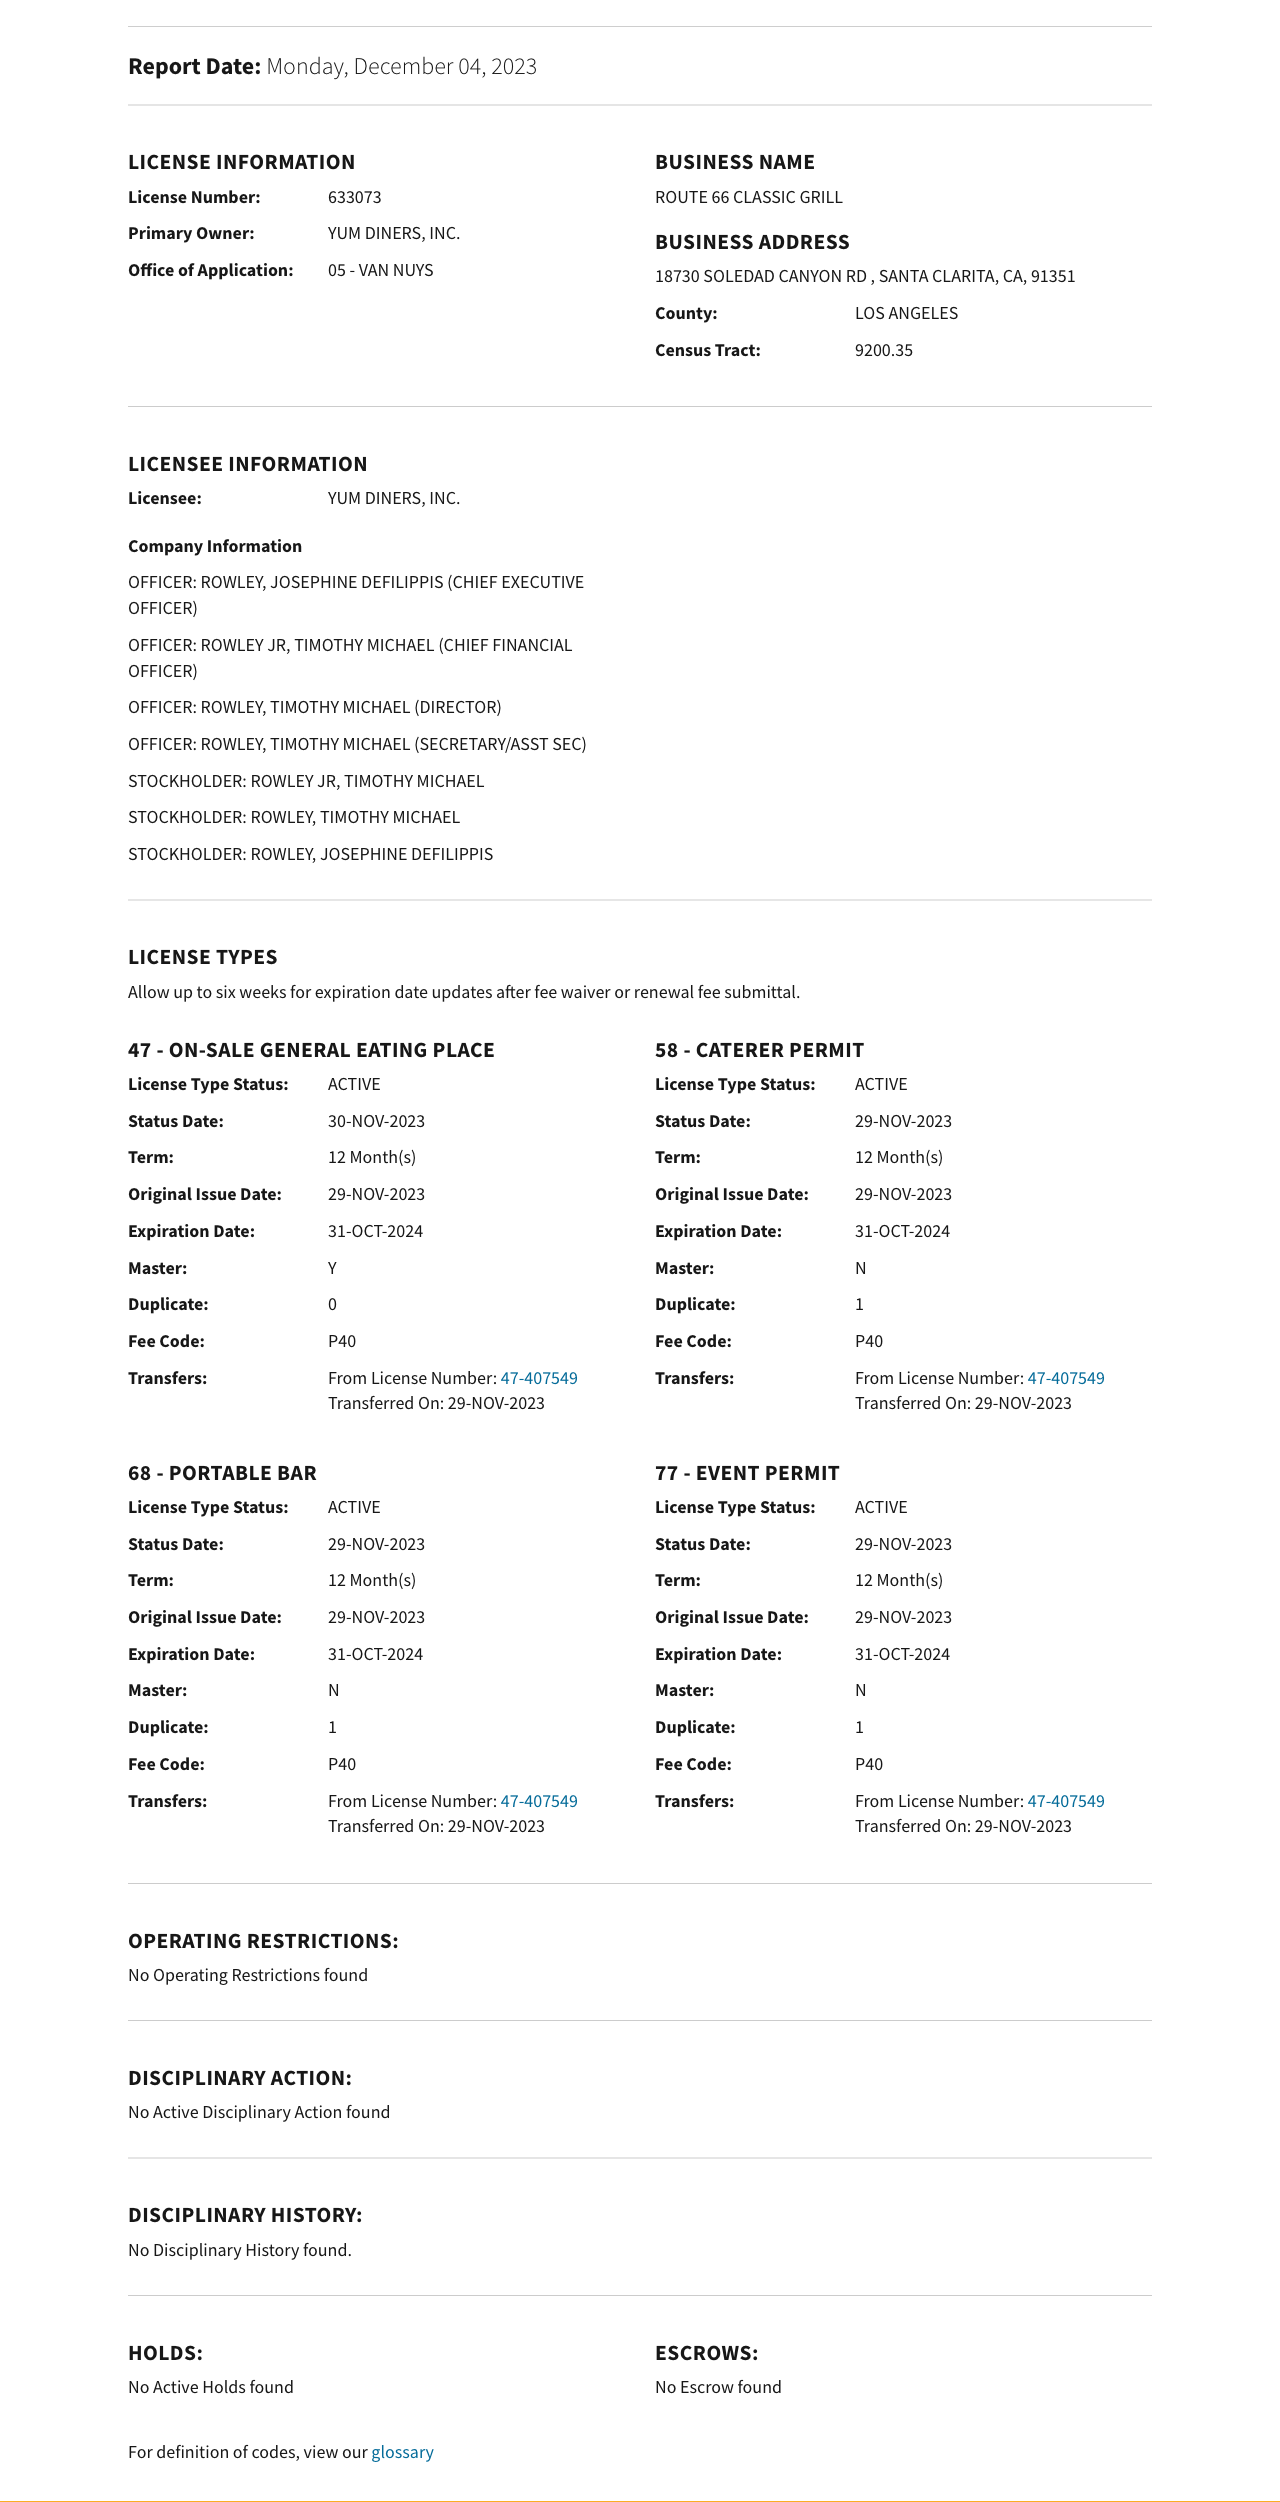 Report Date: Monday, December 04, 2023
LICENSE INFORMATION
License Number: 633073
Primary Owner: YUM DINERS, INC.
Office of Application: 05 - VAN NUYS
BUSINESS NAME
ROUTE 66 CLASSIC GRILL
BUSINESS ADDRESS
18730 SOLEDAD CANYON RD , SANTA CLARITA, CA, 91351
County: LOS ANGELES
Census Tract: 9200.35
LICENSEE INFORMATION
Licensee: YUM DINERS, INC.
Company Information
OFFICER: ROWLEY, JOSEPHINE DEFILIPPIS (CHIEF EXECUTIVE
OFFICER)
OFFICER: ROWLEY JR, TIMOTHY MICHAEL (CHIEF FINANCIAL
OFFICER)
OFFICER: ROWLEY, TIMOTHY MICHAEL (DIRECTOR)
OFFICER: ROWLEY, TIMOTHY MICHAEL (SECRETARY/ASST SEC)
STOCKHOLDER: ROWLEY JR, TIMOTHY MICHAEL
STOCKHOLDER: ROWLEY, TIMOTHY MICHAEL
STOCKHOLDER: ROWLEY, JOSEPHINE DEFILIPPIS
LICENSE TYPES
Allow up to six weeks for expiration date updates after fee waiver or renewal fee submittal.
47 - ON-SALE GENERAL EATING PLACE
License Type Status: ACTIVE
Status Date: 30-NOV-2023
Term: 12 Month(s)
Original Issue Date: 29-NOV-2023
Expiration Date: 31-OCT-2024
Master: Y
Duplicate: 0
Fee Code: P40
Transfers: From License Number: 47-407549
Transferred On: 29-NOV-2023
58 - CATERER PERMIT
License Type Status: ACTIVE
Status Date: 29-NOV-2023
Term: 12 Month(s)
Original Issue Date: 29-NOV-2023
Expiration Date: 31-OCT-2024
Master: N
Duplicate: 1
Fee Code: P40
Transfers: From License Number: 47-407549
Transferred On: 29-NOV-2023
68 - PORTABLE BAR
License Type Status: ACTIVE
Status Date: 29-NOV-2023
Term: 12 Month(s)
Original Issue Date: 29-NOV-2023
Expiration Date: 31-OCT-2024
Master: N
Duplicate: 1
Fee Code: P40
Transfers: From License Number: 47-407549
Transferred On: 29-NOV-2023
77 - EVENT PERMIT
License Type Status: ACTIVE
Status Date: 29-NOV-2023
Term: 12 Month(s)
Original Issue Date: 29-NOV-2023
Expiration Date: 31-OCT-2024
Master: N
Duplicate: 1
Fee Code: P40
Transfers: From License Number: 47-407549
Transferred On: 29-NOV-2023
OPERATING RESTRICTIONS:
No Operating Restrictions found
DISCIPLINARY ACTION:
No Active Disciplinary Action found
DISCIPLINARY HISTORY:
No Disciplinary History found.
HOLDS:
No Active Holds found
ESCROWS:
No Escrow found
For definition of codes, view our glossary